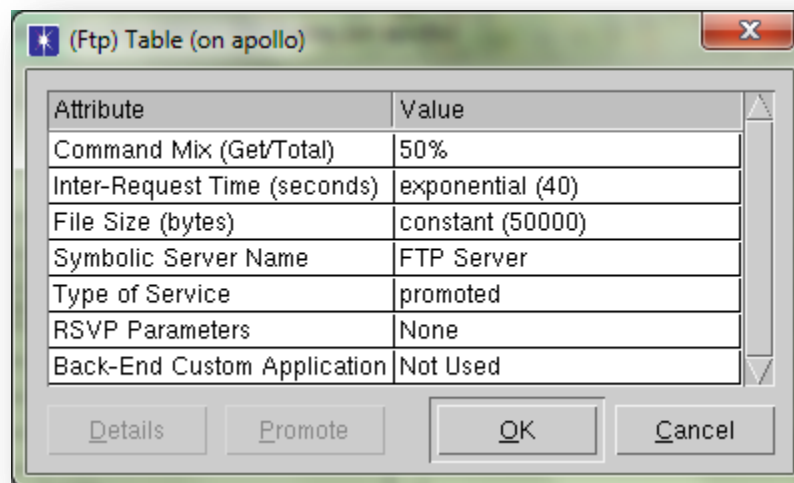 (Ftp) Table (on apollo)
Attribute Value
Command Mix (Get/Total) 50%
Inter-Request Time (seconds) exponential (40)
File Size (bytes) constant (50000)
Symbolic Server Name FTP Server
Type of Service promoted
RSVP Parameters None
Back-End Custom Application Not Used
Details Promote OK Cancel